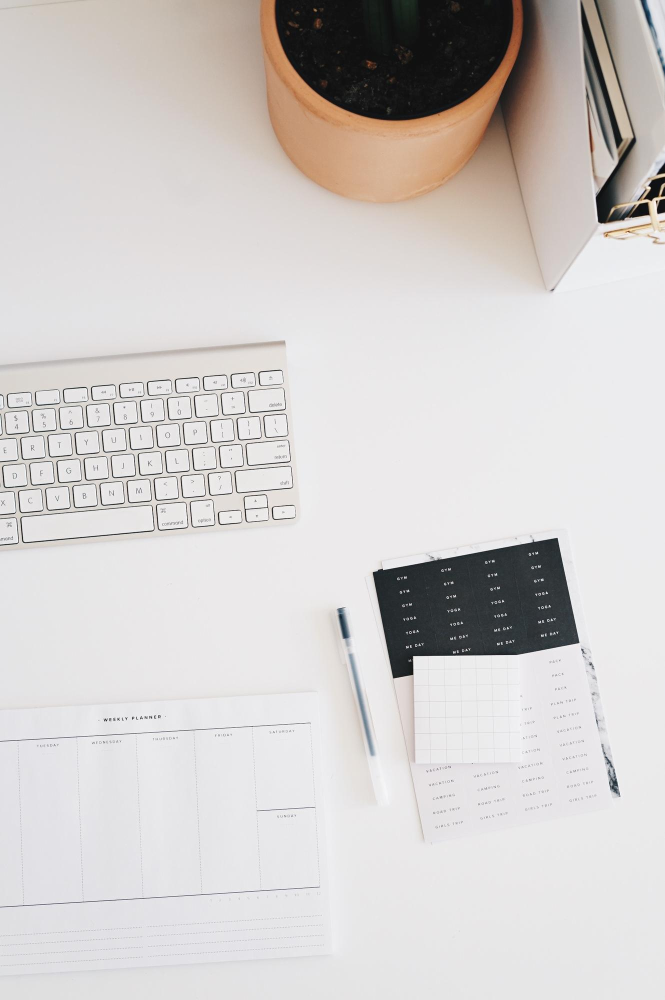 F4 F5 F6 F7 F8 F9 F10 F11 F12
$ % ^ & * ( ) _ +
4 5 6 7 8 9 0 - = delete
E R T Y U I O P { [ } ] | \
enter
D F G H J K L : ; " ' return
X C V B N M < , > . ? / shift
alt
mand command option
GYM GYM GYM GYM
GYM GYM GYM GYM
GYM GYM GYM GYM
YOGA YOGA YOGA YOGA
YOGA YOGA YOGA YOGA
ME DAY ME DAY ME DAY ME DAY
M ME DAY ME DAY ME DAY
PACK
PACK
K PACK
TRIP PLAN TRIP
TRIP PLAN TRIP
ATION VACATION
CATION VACATION
VACATION VACATION VACATION VACATION
VACATION CAMPING CAMPING CAMPING
CAMPING ROAD TRIP ROAD TRIP ROAD TRIP
ROAD TRIP GIRLS TRIP GIRLS TRIP GIRLS TRIP
GIRLS TRIP
- WEEKLY PLANNER -
TUESDAY WEDNESDAY THURSDAY FRIDAY SATURDAY
SUNDAY
1 2 3 4 5 6 7 8 9 10 11 12